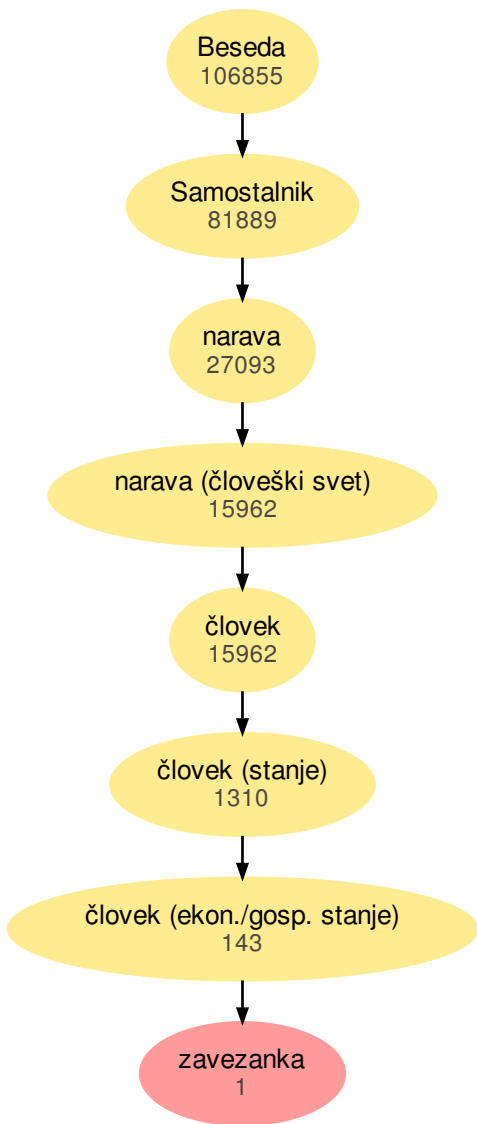 Beseda
106855
Samostalnik
81889
narava
27093
narava (človeški svet)
15962
človek
15962
človek (stanje)
1310
človek (ekon./gosp. stanje)
143
zavezanka
1